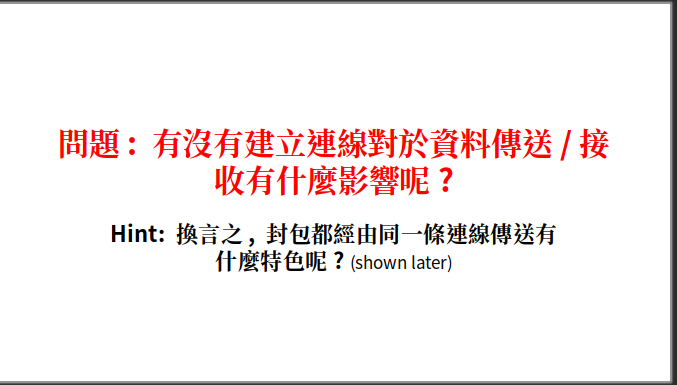 問題 : 有沒有建立連線對於資料傳送 / 接
收有什麼影響呢 ?
Hint: 換言之 , 封包都經由同一條連線傳送有
什麼特色呢 ? (shown later)